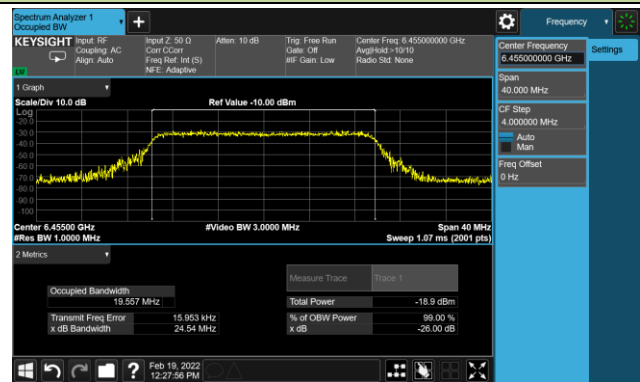 Spectrum Analyzer 1
Occupied BW
Frequency
KEYSIGHT
Input: RF
Coupling: AC
Align: Auto
Input Z: 50 Ω
Corr CCorr
Freq Ref: Int (S)
NFE: Adaptive
Atten: 10 dB
Trig: Free Run
Gate: Off
#IF Gain: Low
Center Freq: 6.455000000 GHz
Avg|Hold:>10/10
Radio Std: None
Center Frequency
6.455000000 GHz
Settings
Span
40.000 MHz
CF Step
4.000000 MHz
Auto
Man
Freq Offset
0 Hz
1 Graph
Scale/Div 10.0 dB
Ref Value -10.00 dBm
Log
-20.0
-30.0
-40.0
-50.0
-60.0
-70.0
-80.0
-90.0
-100
Center 6.45500 GHz
#Video BW 3.0000 MHz
Span 40 MHz
#Res BW 1.0000 MHz
Sweep 1.07 ms (2001 pts)
2 Metrics
Measure Trace
Trace 1
Occupied Bandwidth
19.557 MHz
Total Power
-18.9 dBm
Transmit Freq Error
15.953 kHz
% of OBW Power
99.00 %
x dB Bandwidth
24.54 MHz
x dB
-26.00 dB
Feb 19, 2022
12:27:56 PM